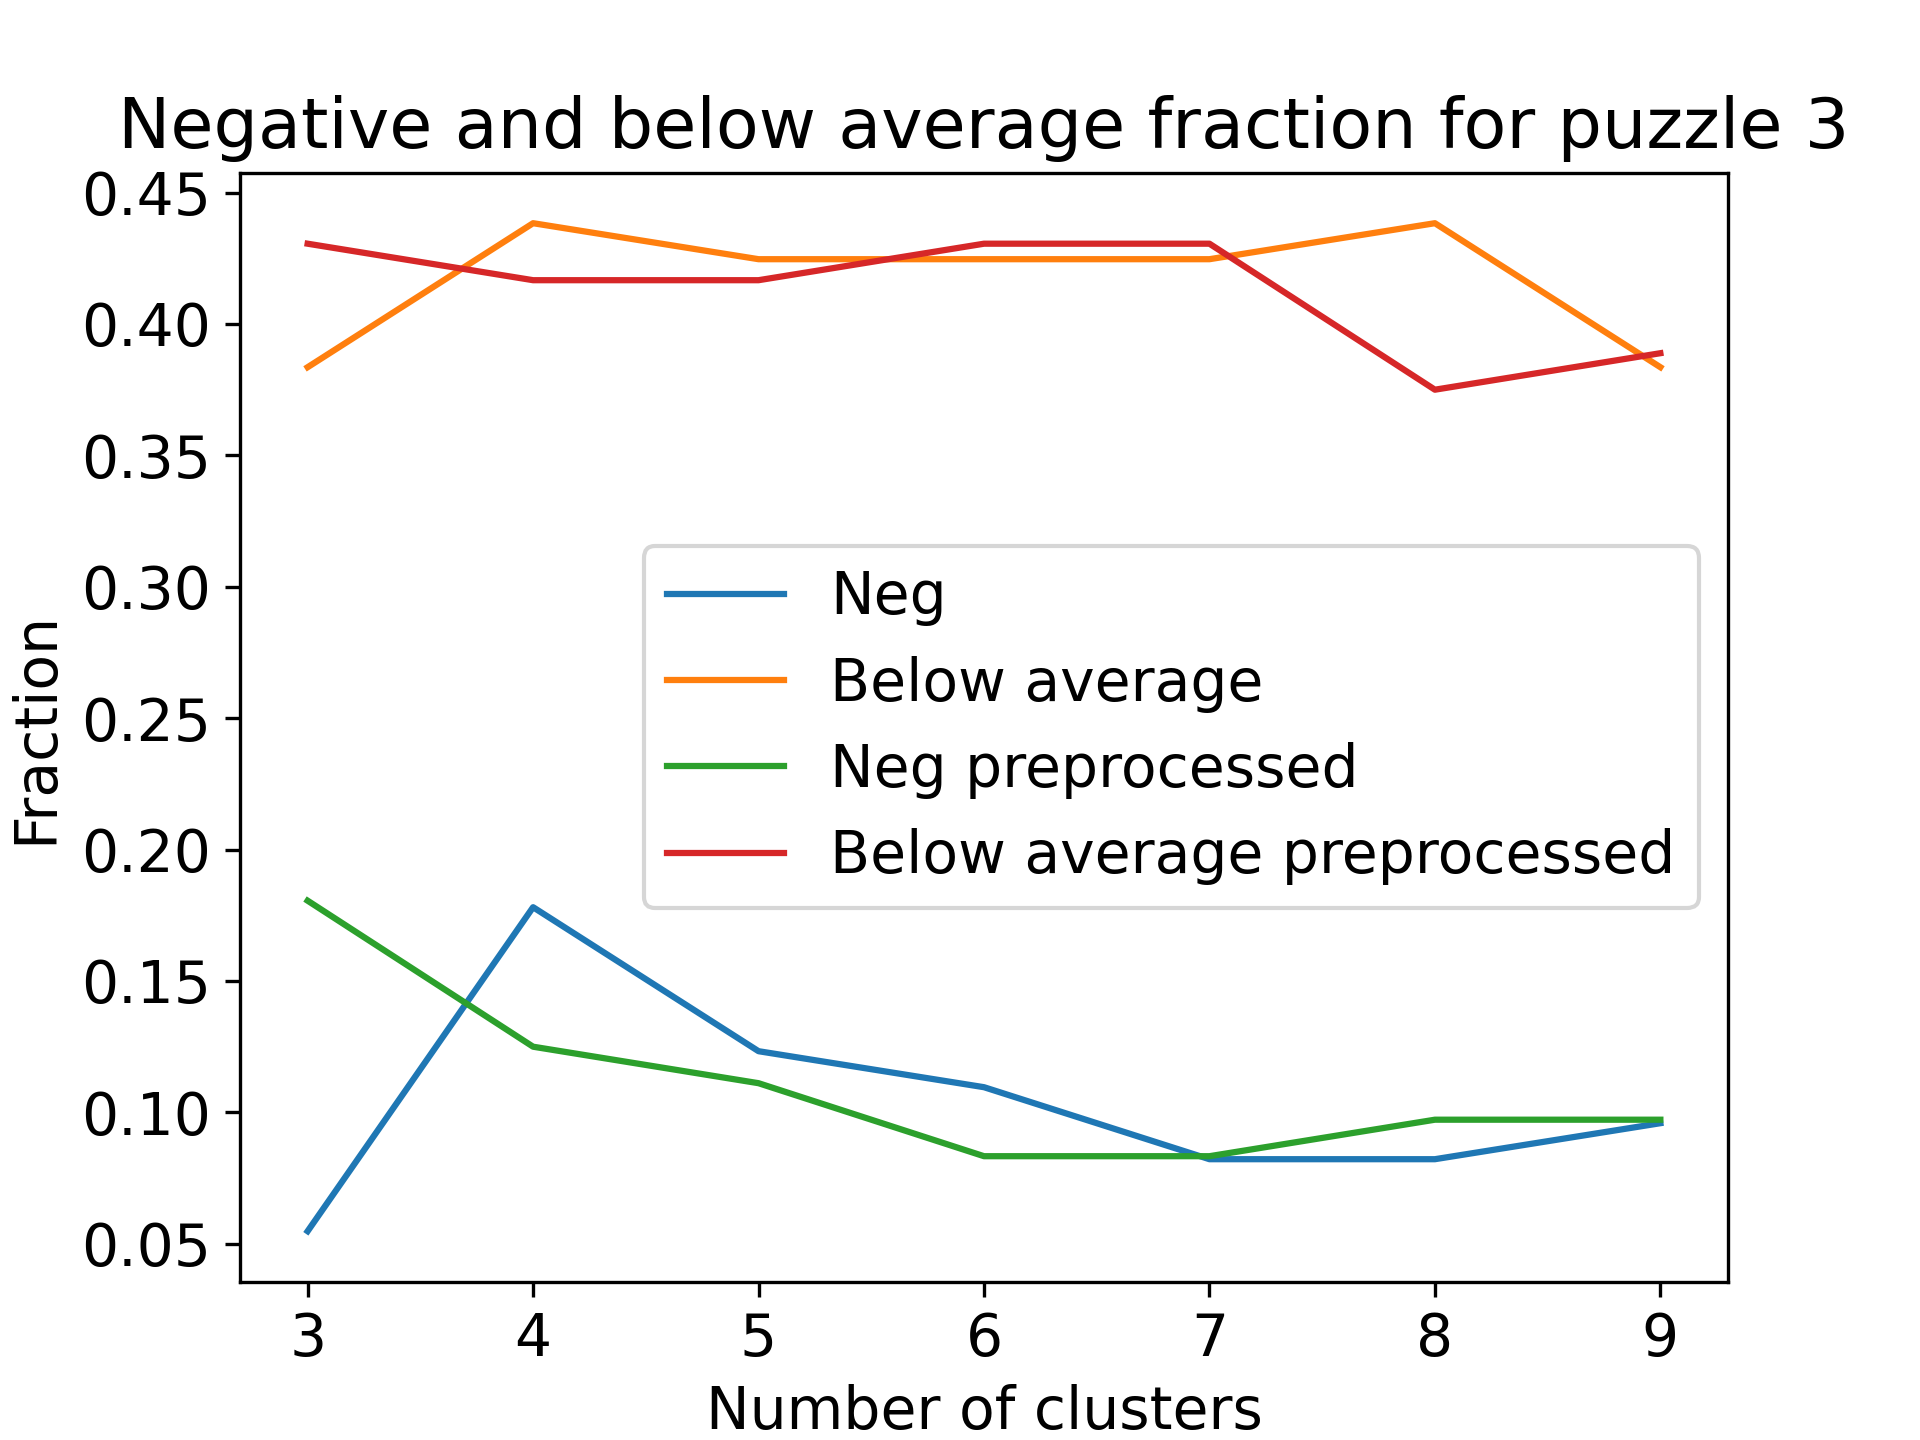 Negative and below average fraction for puzzle 3
0.45
0.40
0.35
0.30
0.25
0.20
0.15
0.10
0.05
Fraction
Neg
Below average
Neg preprocessed
Below average preprocessed
3 4 5 6 7 8 9
Number of clusters